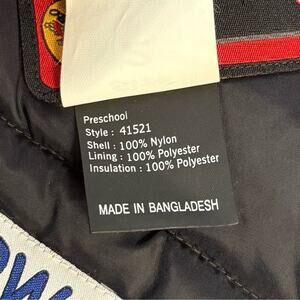 Preschool
Style : 41521
Shell : 100% Nylon
Lining : 100% Polyester
Insulation : 100% Polyester
MADE IN BANGLADESH